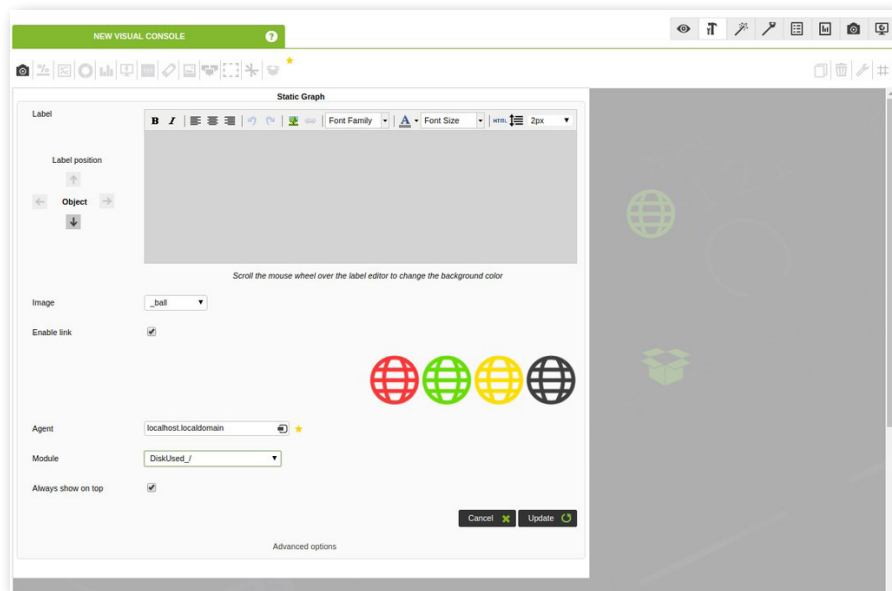 NEW VISUAL CONSOLE ?
Static Graph
Label
B I Font Family A Font Size HTML 2px
Label position
Object
Scroll the mouse wheel over the label editor to change the background color
Image _ball
Enable link
Agent localhost.localdomain
Module DiskUsed_/
Always show on top
Cancel Update
Advanced options